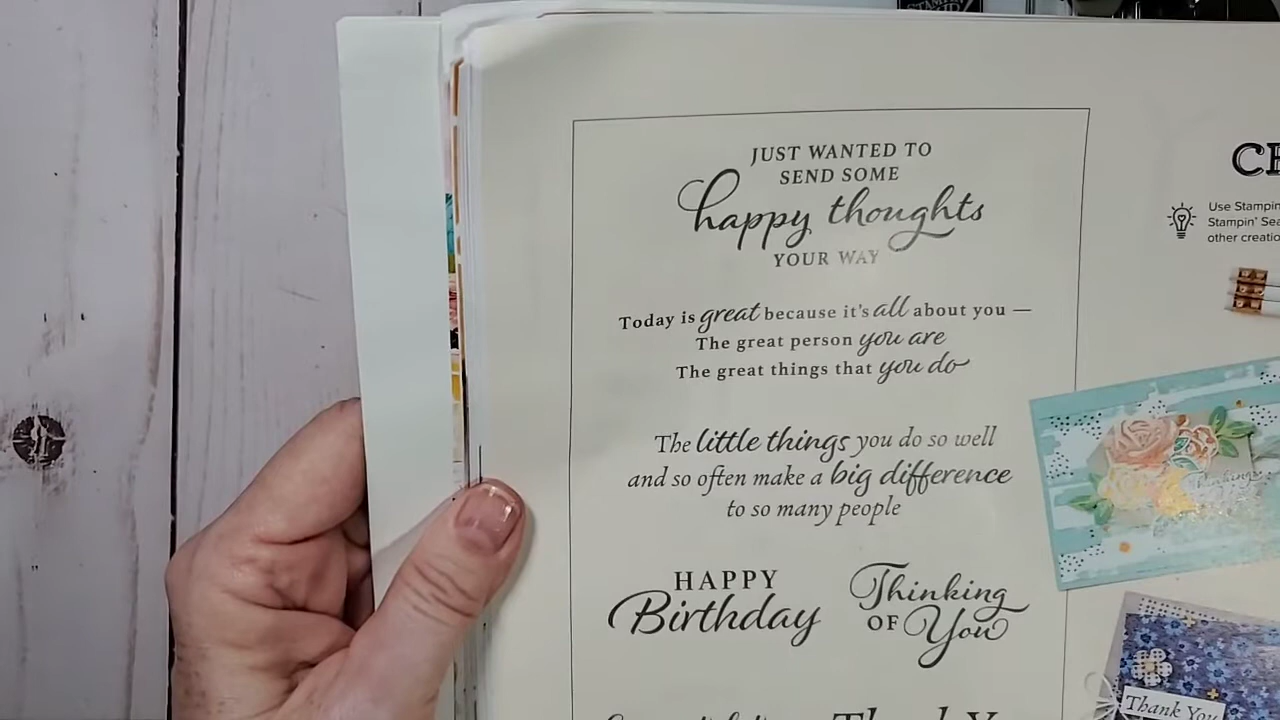 JUST WANTED TO
SEND SOME
happy thoughts
YOUR WAY
Today is great because it's all about you —
The great person you are
The great things that you do
The little things you do so well
and so often make a big difference
to so many people
HAPPY
Birthday
Thinking
OF You
Thank Y
CE
Use Stampin
Stampin' Sea
other creatio
Thank You